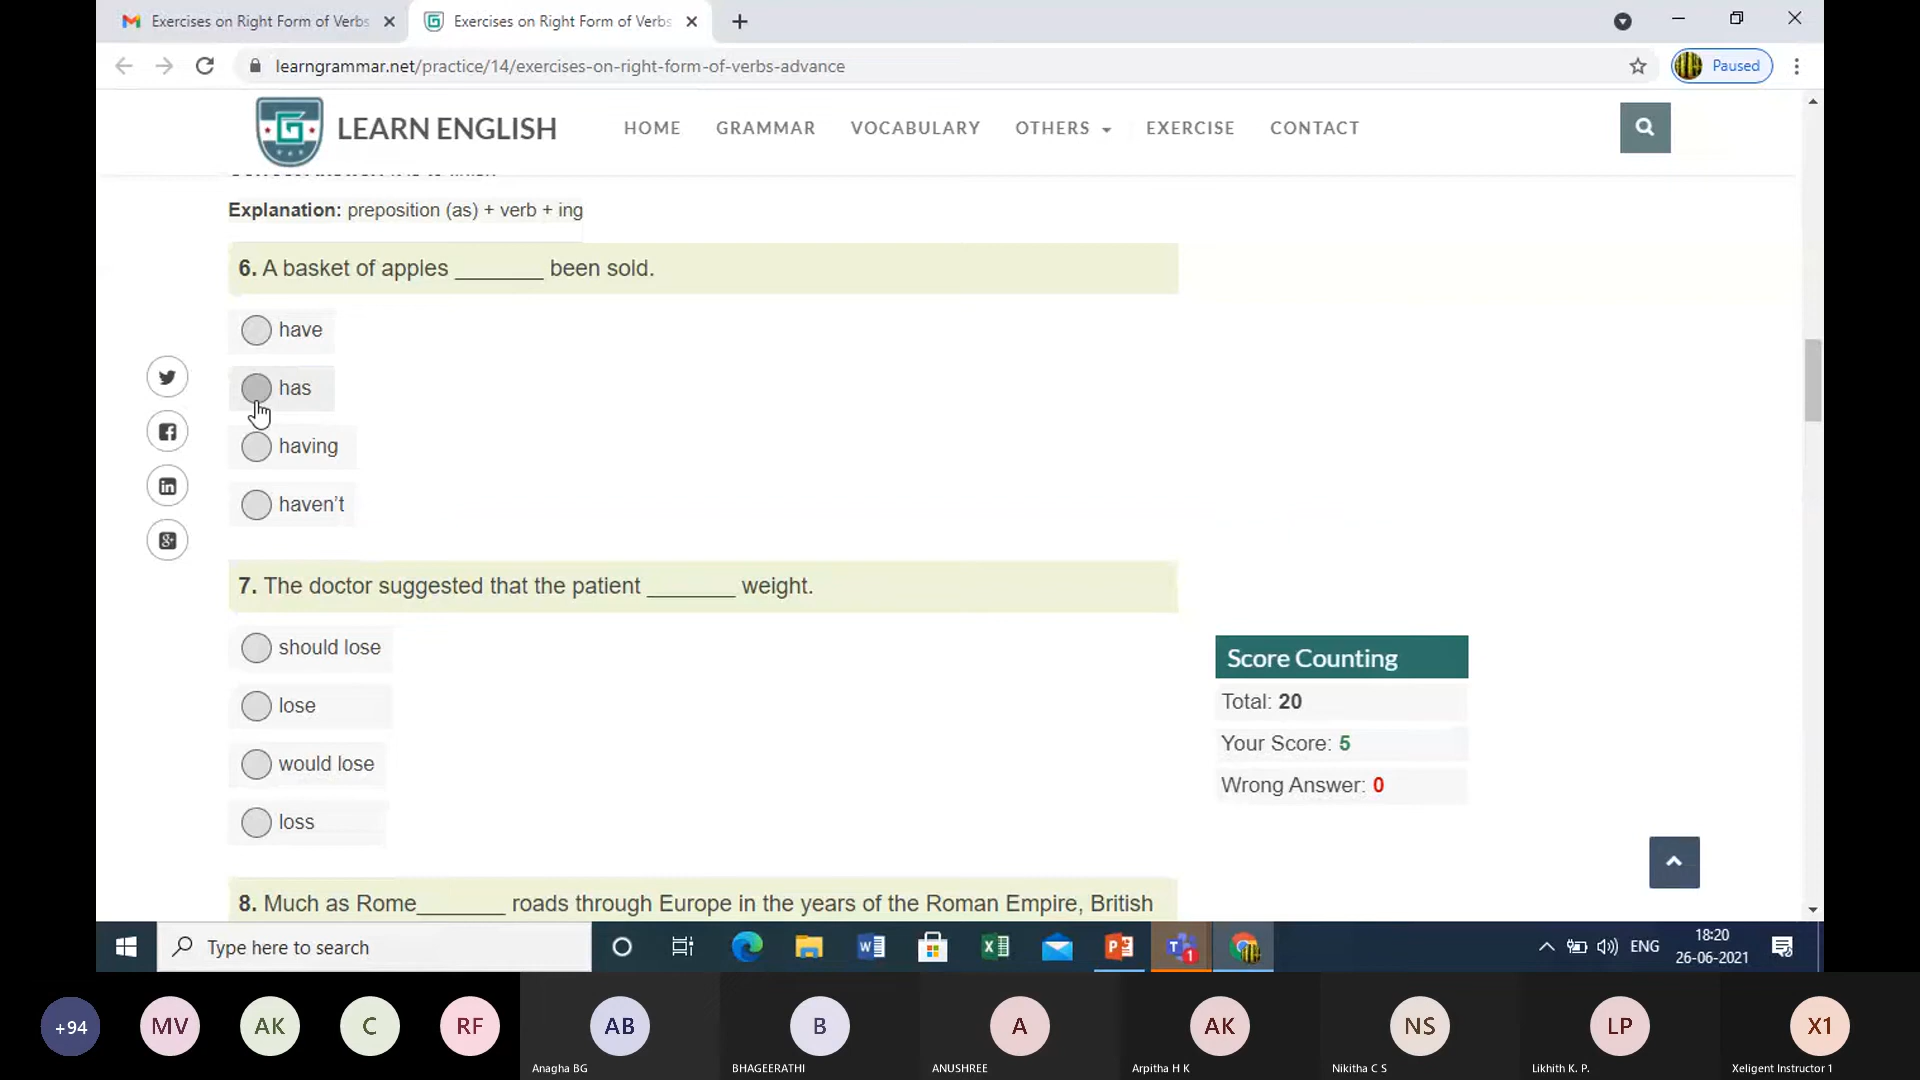 Exercises on Right Form of Verbs
Exercises on Right Form of Verbs
learngrammar.net/practice/14/exercises-on-right-form-of-verbs-advance
Paused
LEARN ENGLISH
HOME
GRAMMAR
VOCABULARY
OTHERS
EXERCISE
CONTACT
Explanation: preposition (as) + verb + ing
6. A basket of apples ________ been sold.
have
has
having
haven't
7. The doctor suggested that the patient ________ weight.
should lose
lose
would lose
loss
Score Counting
Total: 20
Your Score: 5
Wrong Answer: 0
8. Much as Rome________ roads through Europe in the years of the Roman Empire, British
Type here to search
ENG
18:20
26-06-2021
+94
MV
AK
C
RF
AB
B
A
AK
NS
LP
X1
Anagha BG
BHAGEERATHI
ANUSHREE
Arpitha H K
Nikitha C S
Likhith K. P.
Xeligent Instructor 1